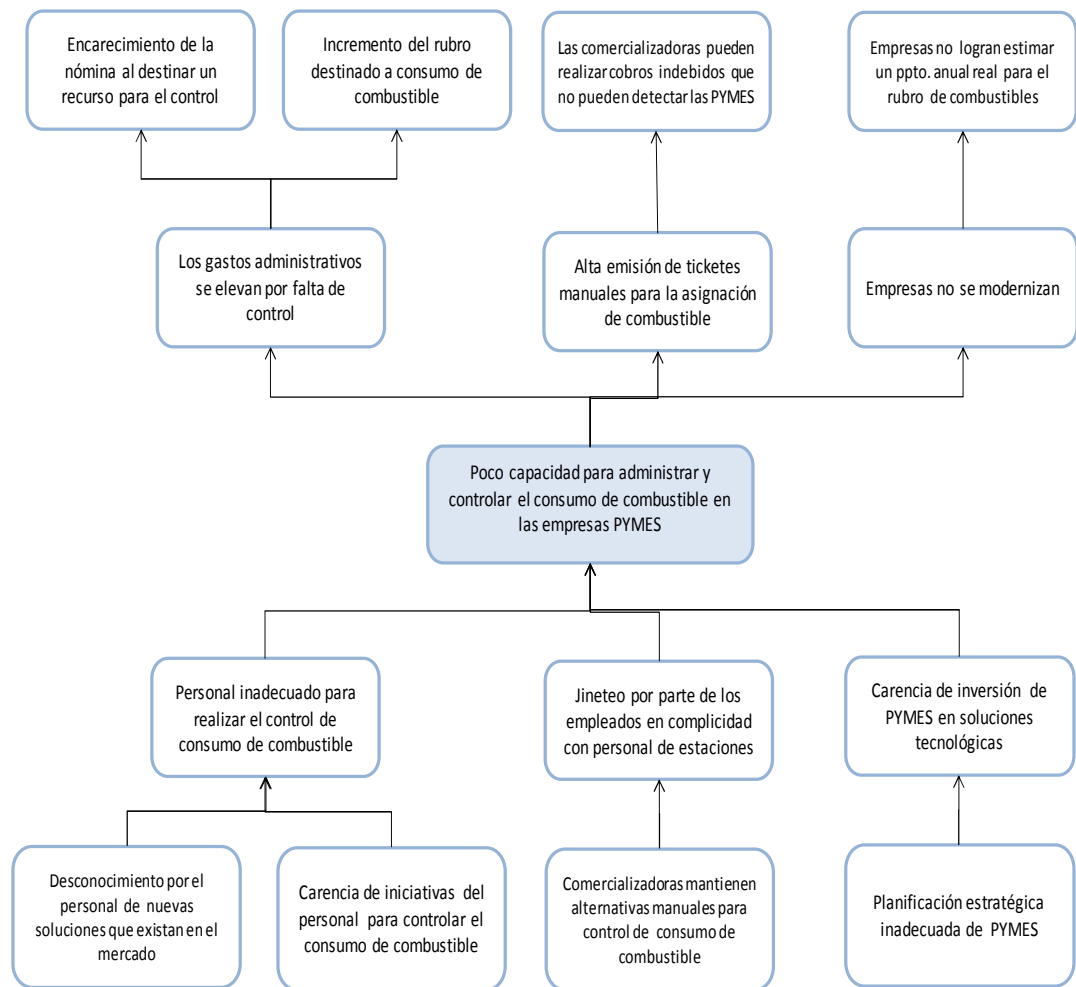 Encarecimiento de la
nómina al destinar un
recurso para el control
Incremento del rubro
destinado a consumo de
combustible
Las comercializadoras pueden
realizar cobros indebidos que
no pueden detectar las PYMES
Empresas no logran estimar
un ppto. anual real para el
rubro de combustibles
Los gastos administrativos
se elevan por falta de
control
Alta emisión de ticketes
manuales para la asignación
de combustible
Empresas no se modernizan
Poco capacidad para administrar y
controlar el consumo de combustible en
las empresas PYMES
Personal inadecuado para
realizar el control de
consumo de combustible
Jineteo por parte de los
empleados en complicidad
con personal de estaciones
Carencia de inversión de
PYMES en soluciones
tecnológicas
Desconocimiento por el
personal de nuevas
soluciones que existan en el
mercado
Carencia de iniciativas del
personal para controlar el
consumo de combustible
Comercializadoras mantienen
alternativas manuales para
control de consumo de
combustible
Planificación estratégica
inadecuada de PYMES